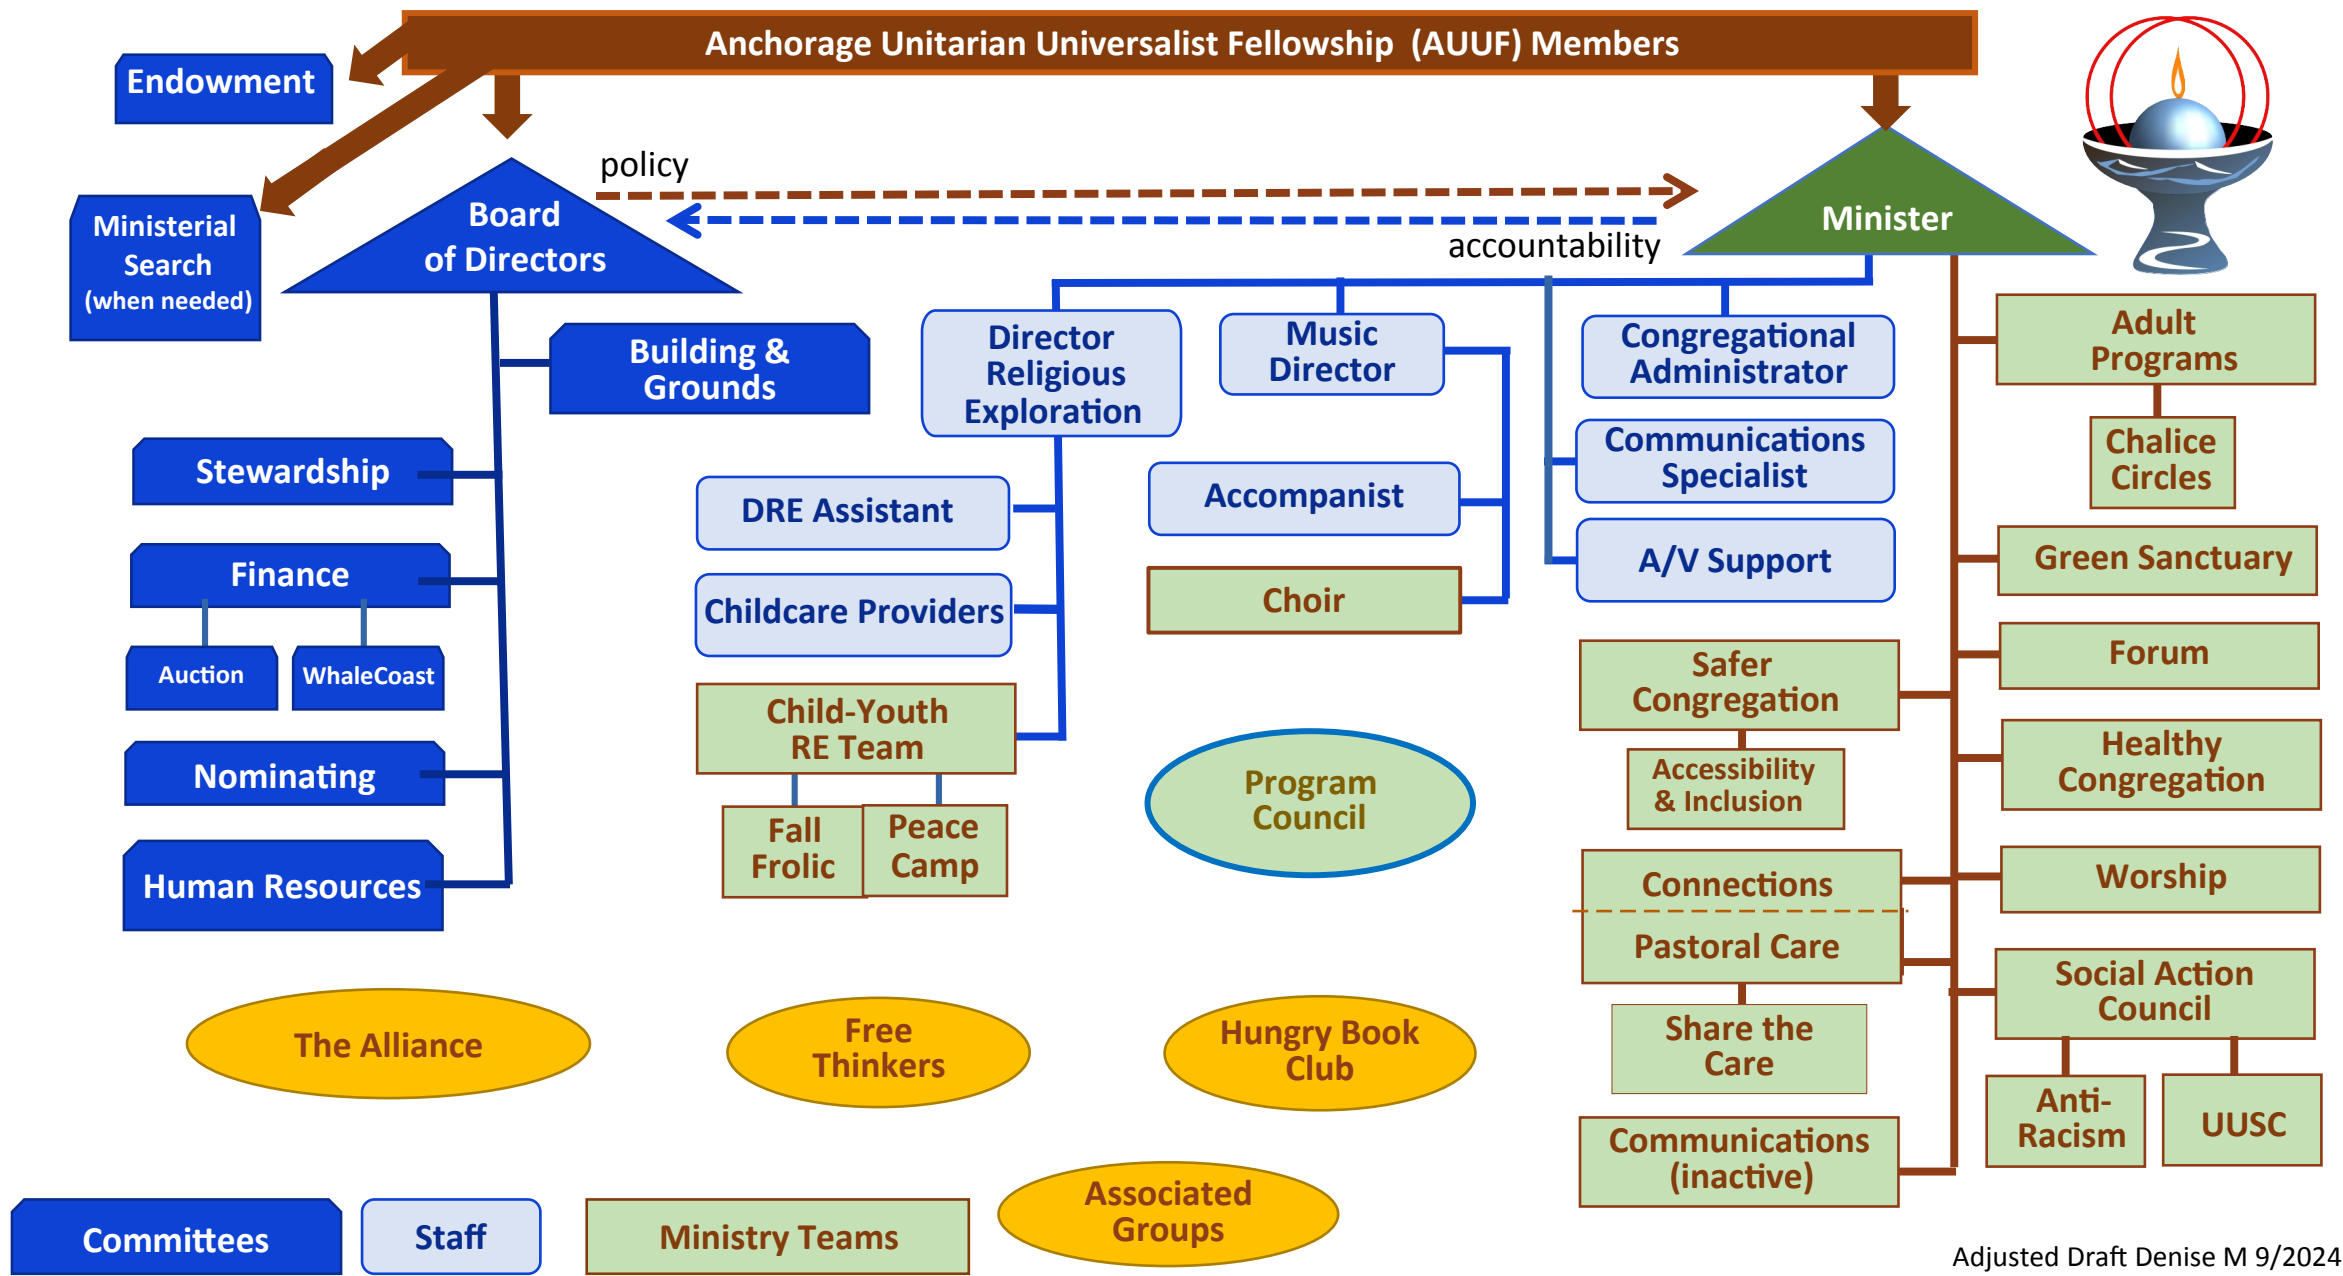 Anchorage Unitarian Universalist Fellowship (AUUF) Members
Endowment
Ministerial
Search
(when needed)
policy
Board
of Directors
accountability
Minister
Building &
Grounds
Stewardship
Finance
Auction
WhaleCoast
Nominating
Human Resources
Director
Religious
Exploration
DRE Assistant
Childcare Providers
Child-Youth
RE Team
Fall
Frolic
Peace
Camp
Music
Director
Accompanist
Choir
Program
Council
Congregational
Administrator
Communications
Specialist
A/V Support
Safer
Congregation
Accessibility
& Inclusion
Connections
Pastoral Care
Share the
Care
Communications
(inactive)
Adult
Programs
Chalice
Circles
Green Sanctuary
Forum
Healthy
Congregation
Worship
Social Action
Council
Anti-
Racism
UUSC
The Alliance
Free
Thinkers
Hungry Book
Club
Committees
Staff
Ministry Teams
Associated
Groups
Adjusted Draft Denise M 9/2024